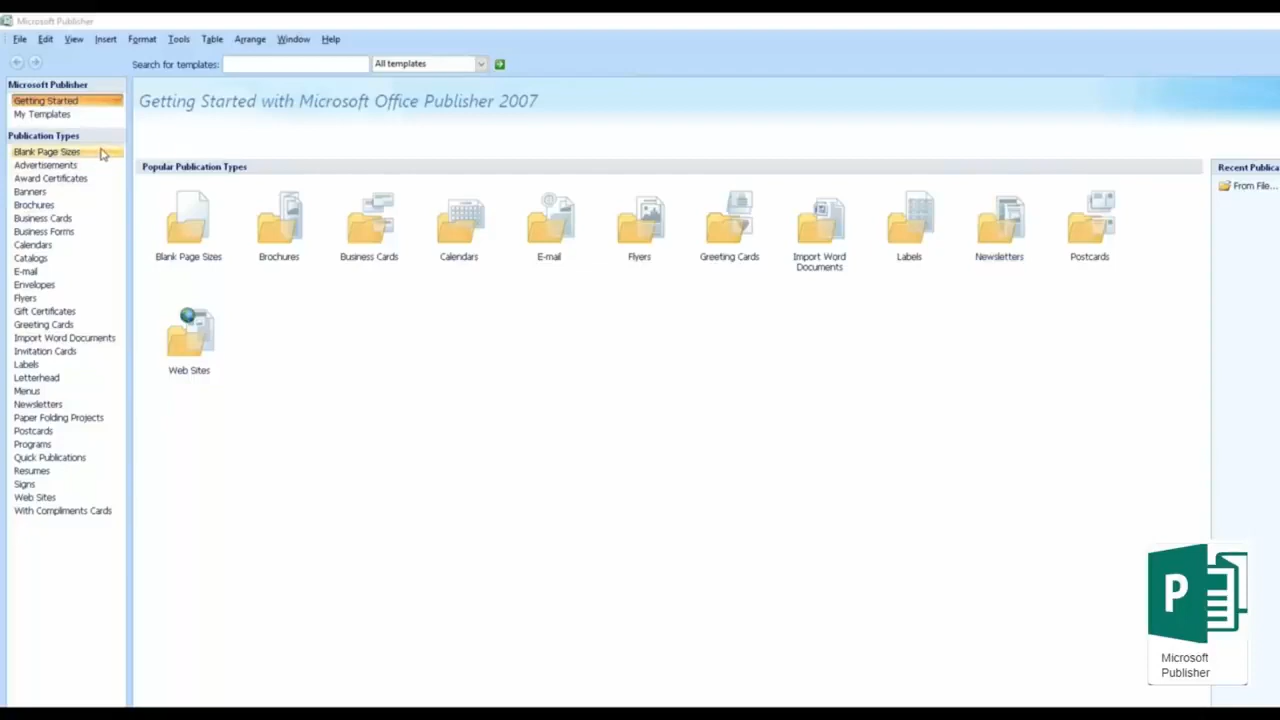 Microsoft Publisher
File Edit View Insert Format Tools Table Arrange Window Help
Search for templates: All templates
Microsoft Publisher
Getting Started
My Templates
Publication Types
Blank Page Sizes
Advertisements
Award Certificates
Banners
Brochures
Business Cards
Business Forms
Calendars
Catalogs
E-mail
Envelopes
Flyers
Gift Certificates
Greeting Cards
Import Word Documents
Invitation Cards
Labels
Letterhead
Menus
Newsletters
Paper Folding Projects
Postcards
Programs
Quick Publications
Resumes
Signs
Web Sites
With Compliments Cards
Getting Started with Microsoft Office Publisher 2007
Popular Publication Types
Blank Page Sizes
Brochures
Business Cards
Calendars
E-mail
Flyers
Greeting Cards
Import Word
Documents
Labels
Newsletters
Postcards
Web Sites
Recent Publica
From File...
P
Microsoft
Publisher